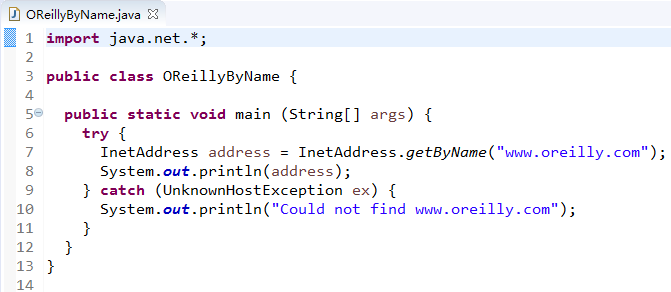 OReillyByName.java
1 import java.net.*;
2
3 public class OReillyByName {
4
5 public static void main (String[] args) {
6 try {
7 InetAddress address = InetAddress.getByName("www.oreilly.com");
8 System.out.println(address);
9 } catch (UnknownHostException ex) {
10 System.out.println("Could not find www.oreilly.com");
11 }
12 }
13 }
14